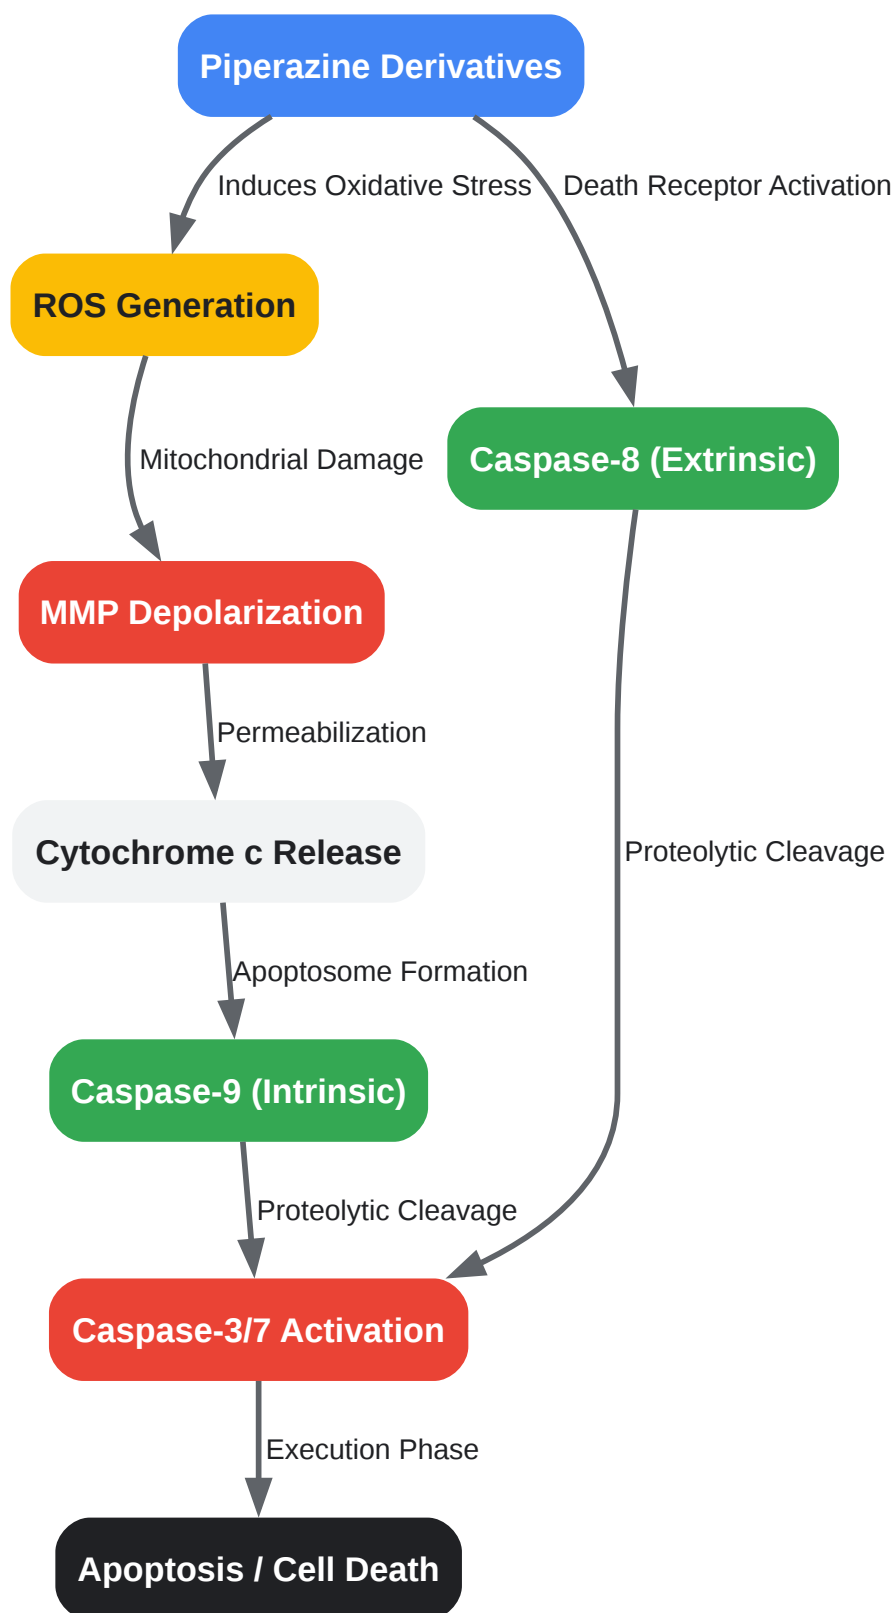 Piperazine Derivatives
Induces Oxidative Stress
Death Receptor Activation
ROS Generation
Mitochondrial Damage
Caspase-8 (Extrinsic)
MMP Depolarization
Permeabilization
Cytochrome c Release
Proteolytic Cleavage
Apoptosome Formation
Caspase-9 (Intrinsic)
Proteolytic Cleavage
Caspase-3/7 Activation
Execution Phase
Apoptosis / Cell Death